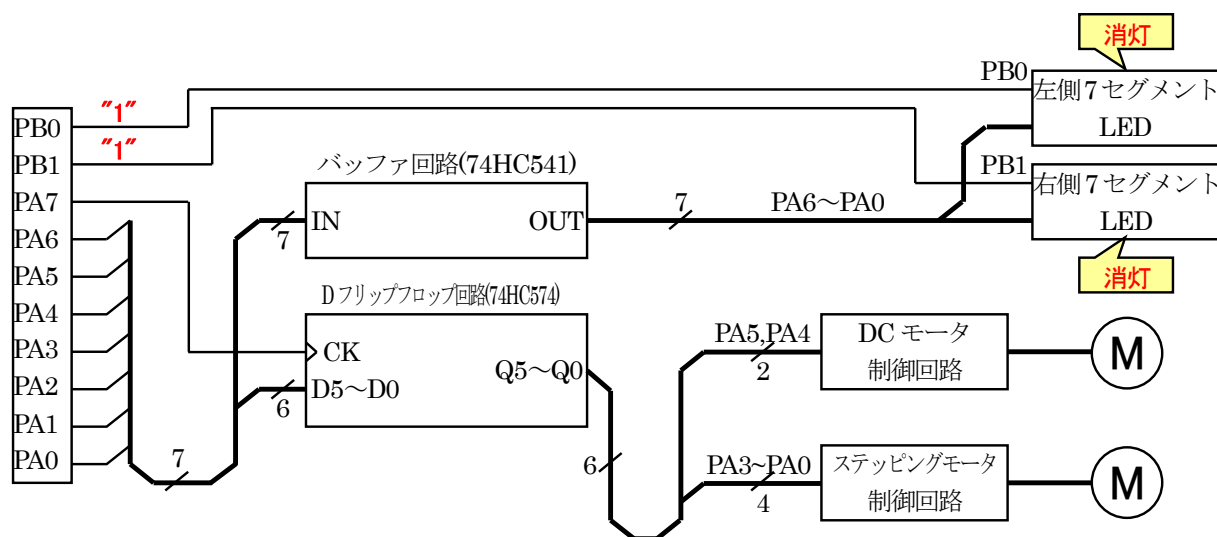 消灯
PB0
左側7セグメント
LED
PB0
"1"
PB1
"1"
PA7
PA6
PA5
PA4
PA3
PA2
PA1
PA0
7
バッファ回路(74HC541)
7
IN
OUT
7
PA6～PA0
PB1
右側7セグメント
LED
消灯
Dフリップフロップ回路(74HC574)
CK
6
D5～D0
Q5～Q0
6
PA5,PA4
2
DCモータ
制御回路
M
PA3~PA0
4
ステッピングモータ
制御回路
M